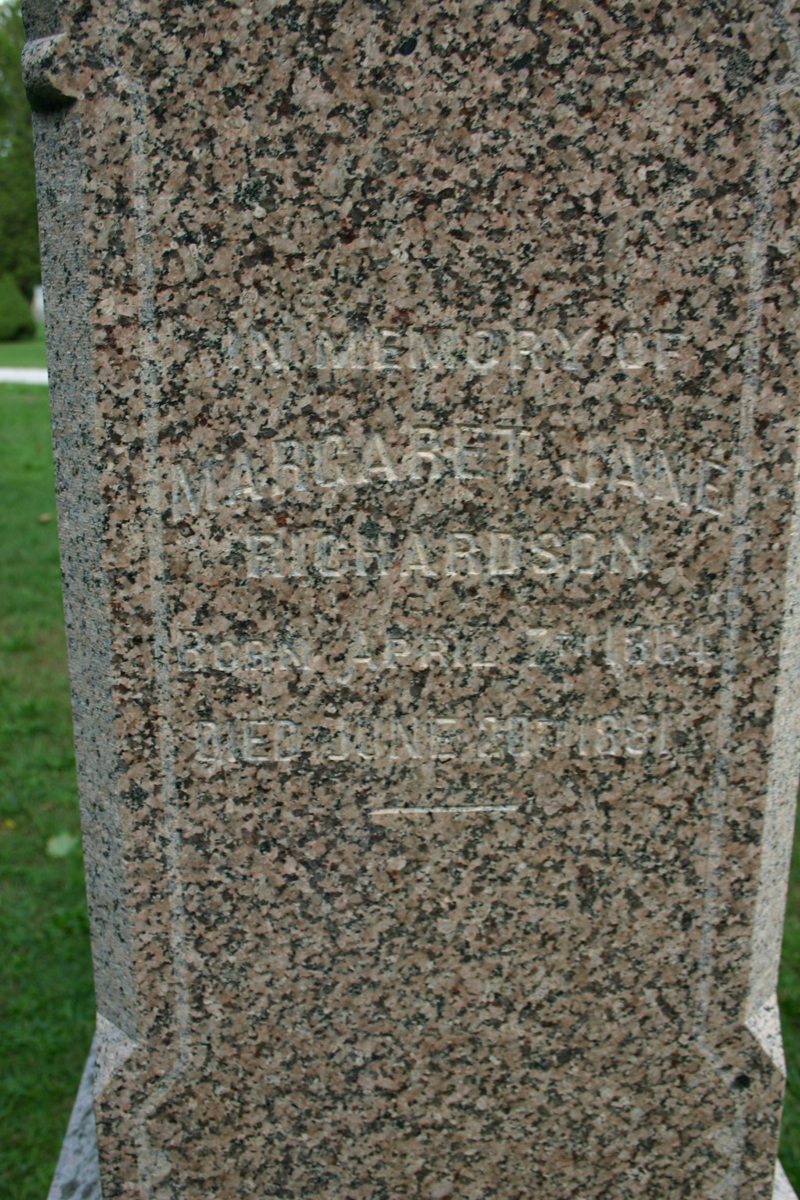 IN MEMORY OF
MARGARET JANE
RICHARDSON
BORN APRIL 7TH 1864
DIED JUNE 20TH 1881